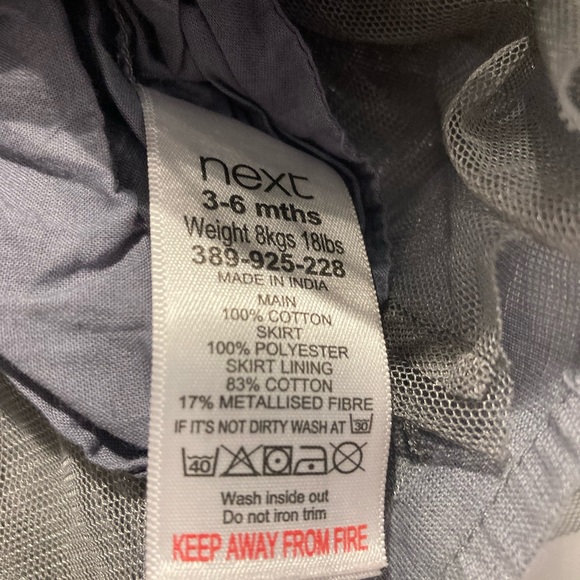 next
3-6 mths
Weight 8kgs 18lbs
389-925-228
MADE IN INDIA
MAIN
100% COTTON
SKIRT
100% POLYESTER
SKIRT LINING
83% COTTON
17% METALLISED FIBRE
IF IT'S NOT DIRTY WASH AT 30
40
Wash inside out
Do not iron trim
KEEP AWAY FROM FIRE